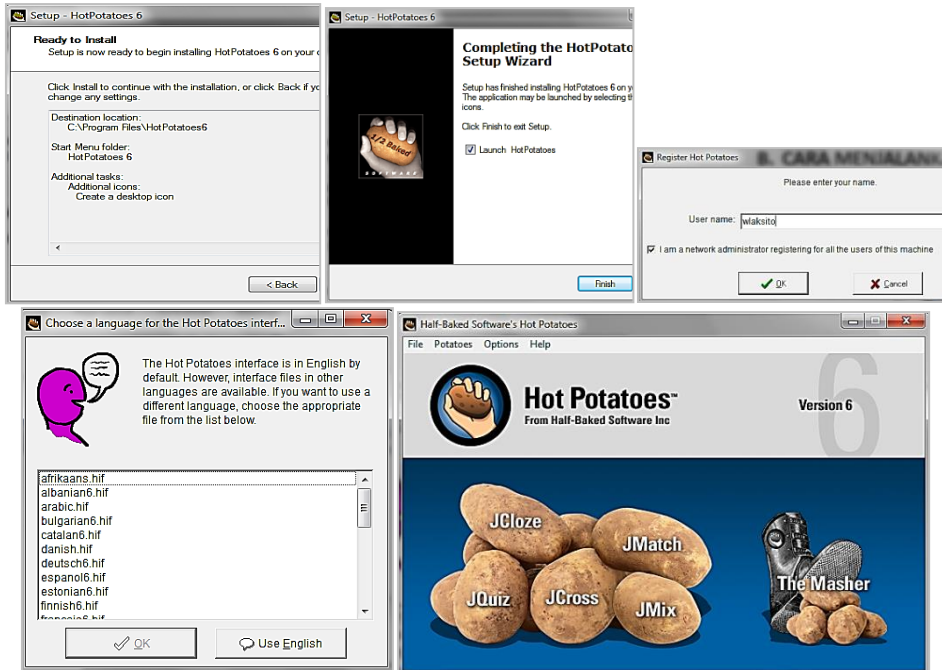 Setup - HotPotatoes 6
Ready to Install
Setup is now ready to begin installing HotPotatoes 6 on your
Click Install to continue with the installation, or click Back if
change any settings.
Destination location:
C:\Program Files\HotPotatoes6
Start Menu folder:
HotPotatoes 6
Additional tasks:
Additional icons:
Create a desktop icon
< Back
Setup - HotPotatoes 6
Completing the HotPotato
Setup Wizard
Setup has finished installing HotPotatoes 6 on
The application may be launched by selecting
icons.
Click Finish to exit Setup.
Launch HotPotatoes
1/2 Baked
SOFTWARE
Finish
Register Hot Potatoes
B. CARA MENJALANK
Please enter your name.
User name: wlaksito
I am a network administrator registering for all the users of this machine
OK
Cancel
Choose a language for the Hot Potatoes interf...
The Hot Potatoes interface is in English by
default. However, interface files in other
languages are available. If you want to use a
different language, choose the appropriate
file from the list below.
afrikaans.hif
albanian6.hif
arabic.hif
bulgarian6.hif
catalan6.hif
danish.hif
deutsch6.hif
espanol6.hif
estonian6.hif
finnish6.hif
OK
Use English
Half-Baked Software's Hot Potatoes
File Potatoes Options Help
Hot Potatoes™
From Half-Baked Software Inc
Version 6
6
JCloze
JMatch
JQuiz
JCross
JMix
The Masher